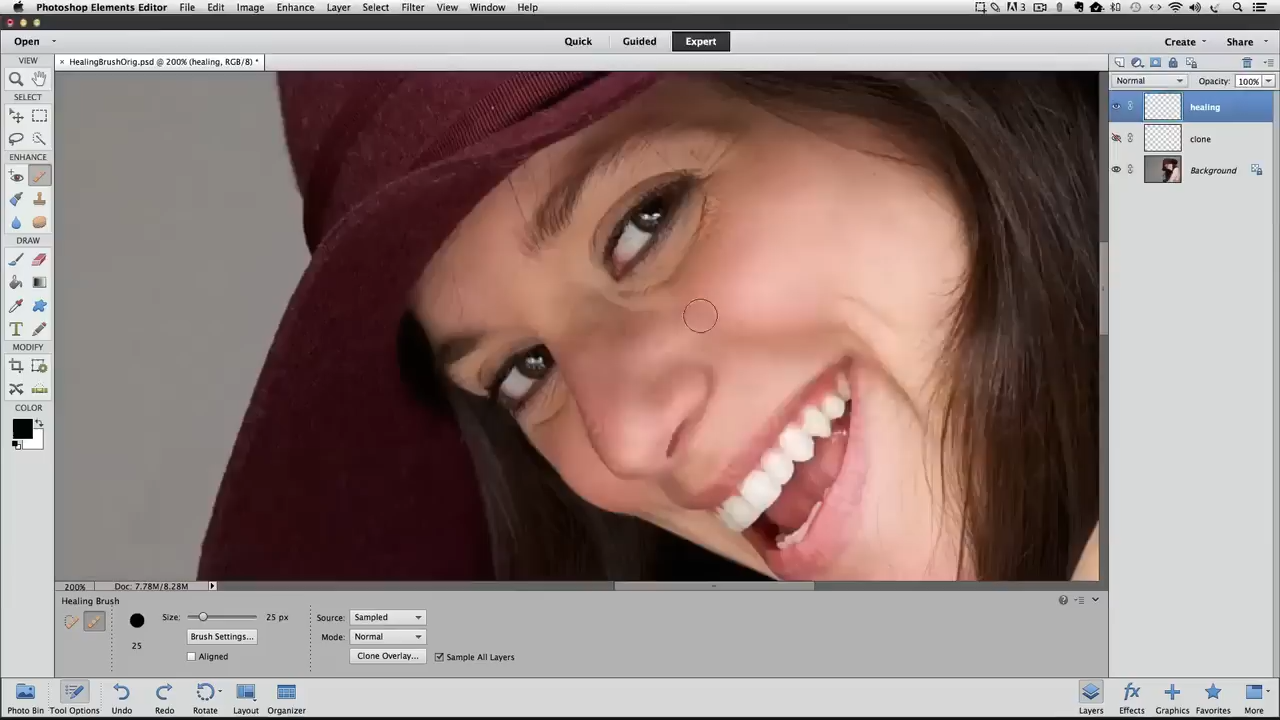 Photoshop Elements Editor File Edit Image Enhance Layer Select Filter View Window Help
3
Open Quick Guided Expert Create Share
VIEW
× HealingBrushOrig.psd @ 200% (healing, RGB/8) *
Normal Opacity: 100%
SELECT
healing
clone
ENHANCE
Background
DRAW
T
MODIFY
COLOR
200% Doc: 7.78M/8.28M
Healing Brush
Size: 25 px
Source: Sampled
Brush Settings...
Mode: Normal
25
Aligned
Clone Overlay...
Sample All Layers
Photo Bin Tool Options Undo Redo Rotate Layout Organizer
Layers Effects Graphics Favorites More